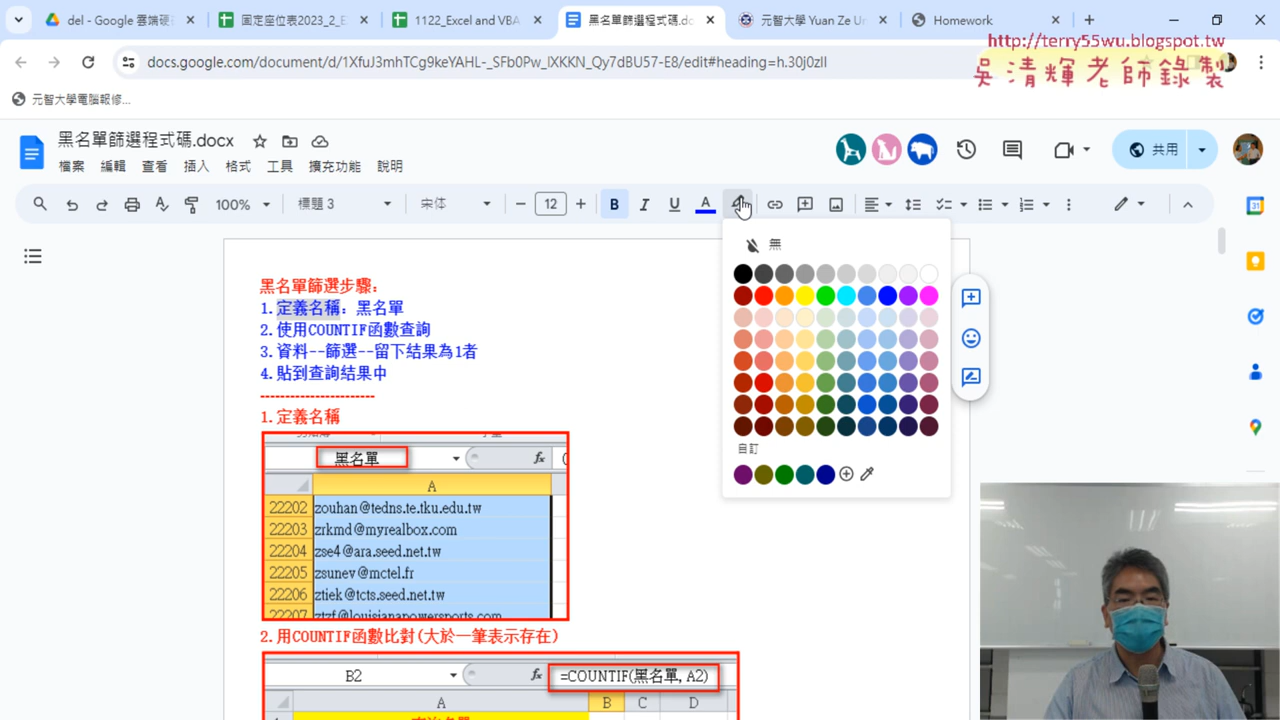 del - Google 雲端硬
固定座位表2023_2_E
1122_Excel and VBA
黑名單篩選程式碼.do
元智大學 Yuan Ze Un
Homework
http://terry55wu.blogspot.tw
docs.google.com/document/d/1XfuJ3mhTCg9keYAHL-_SFb0Pw_lXKKN_Qy7dBU57-E8/edit#heading=h.30j0zll
吳清輝老師錄製
元智大學電腦報修...
黑名單篩選程式碼.docx
檔案 編輯 查看 插入 格式 工具 擴充功能 說明
共用
100% 標題 3 宋体 12 B I U A
無
黑名單篩選步驟:
1.定義名稱: 黑名單
2.使用COUNTIF函數查詢
3.資料--篩選--留下結果為1者
4.貼到查詢結果中
-----------------------
1.定義名稱
自訂
黑名單 fx
A
22202 zouhan@tedns.te.tku.edu.tw
22203 zrkmd@myrealbox.com
22204 zse4@ara.seed.net.tw
22205 zsunev@mctel.fr
22206 ztiek@tcts.seed.net.tw
22207 ztzf@louisianapowersports.com
2.用COUNTIF函數比對(大於一筆表示存在)
B2 fx =COUNTIF(黑名單, A2)
A B C D